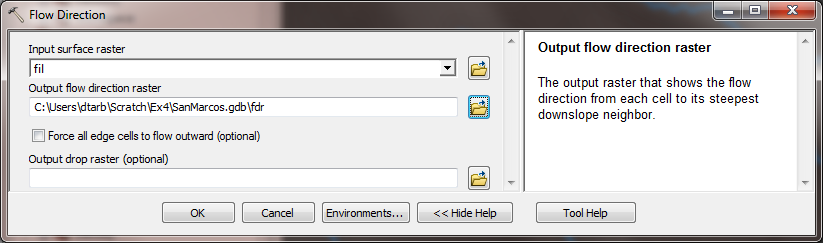 Flow Direction
Input surface raster
fil
Output flow direction raster
C:\Users\dtarb\Scratch\Ex4\SanMarcos.gdb\fdr
Force all edge cells to flow outward (optional)
Output drop raster (optional)
Output flow direction raster
The output raster that shows the flow
direction from each cell to its steepest
downslope neighbor.
OK
Cancel
Environments...
<< Hide Help
Tool Help